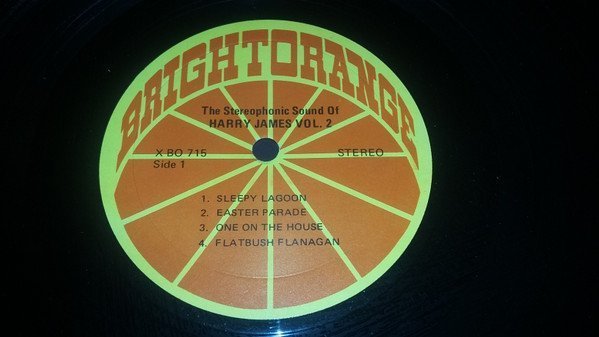 BRIGHTORANGE
The Stereophonic Sound Of
HARRY JAMES VOL. 2
X BO 715 STEREO
Side 1
1. SLEEPY LAGOON
2. EASTER PARADE
3. ONE ON THE HOUSE
4. FLATBUSH FLANAGAN